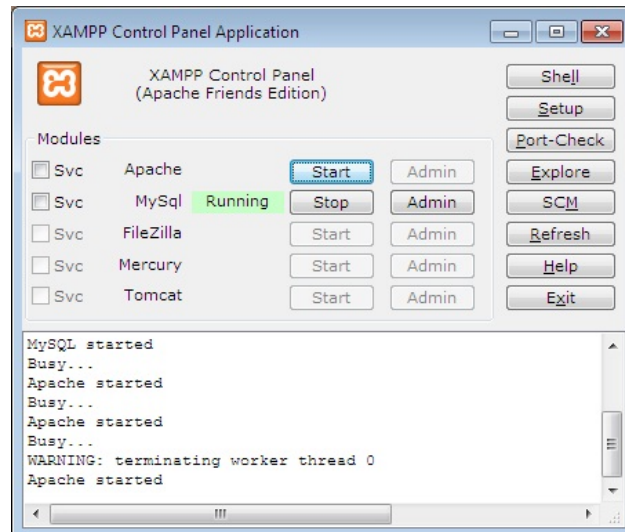 XAMPP Control Panel Application
XAMPP Control Panel
(Apache Friends Edition)
Shell
Setup
Port-Check
Explore
SCM
Refresh
Help
Exit
Modules
Svc Apache Start Admin
Svc MySql Running Stop Admin
Svc FileZilla Start Admin
Svc Mercury Start Admin
Svc Tomcat Start Admin
MySQL started
Busy...
Apache started
Busy...
Apache started
Busy...
WARNING: terminating worker thread 0
Apache started